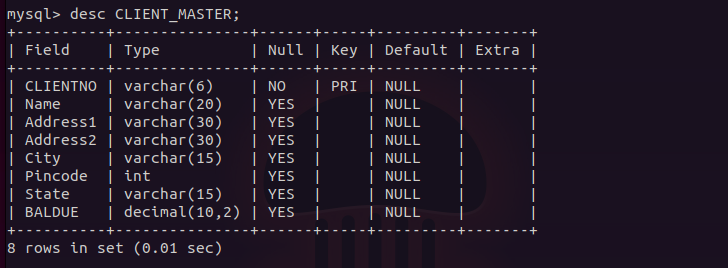 mysql> desc CLIENT_MASTER;
+----------+---------------+------+-----+---------+-------+
| Field    | Type          | Null | Key | Default | Extra |
+----------+---------------+------+-----+---------+-------+
| CLIENTNO | varchar(6)    | NO   | PRI | NULL    |       |
| Name     | varchar(20)   | YES  |     | NULL    |       |
| Address1 | varchar(30)   | YES  |     | NULL    |       |
| Address2 | varchar(30)   | YES  |     | NULL    |       |
| City     | varchar(15)   | YES  |     | NULL    |       |
| Pincode  | int           | YES  |     | NULL    |       |
| State    | varchar(15)   | YES  |     | NULL    |       |
| BALDUE   | decimal(10,2) | YES  |     | NULL    |       |
+----------+---------------+------+-----+---------+-------+
8 rows in set (0.01 sec)